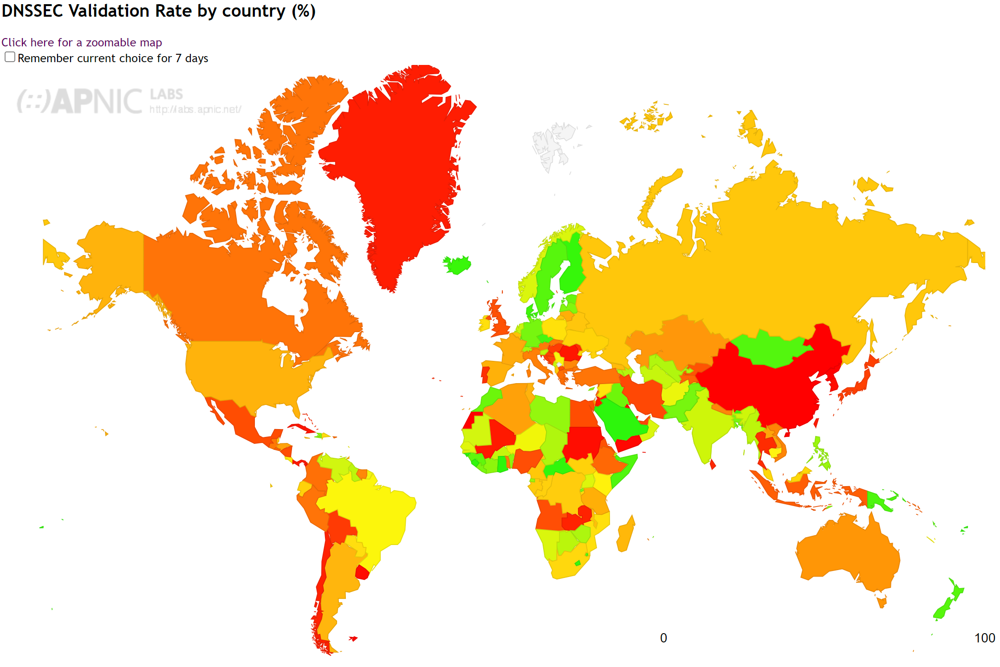 DNSSEC Validation Rate by country (%)
Click here for a zoomable map
Remember current choice for 7 days
(::)APNIC LABS
http://labs.apnic.net/
0
100